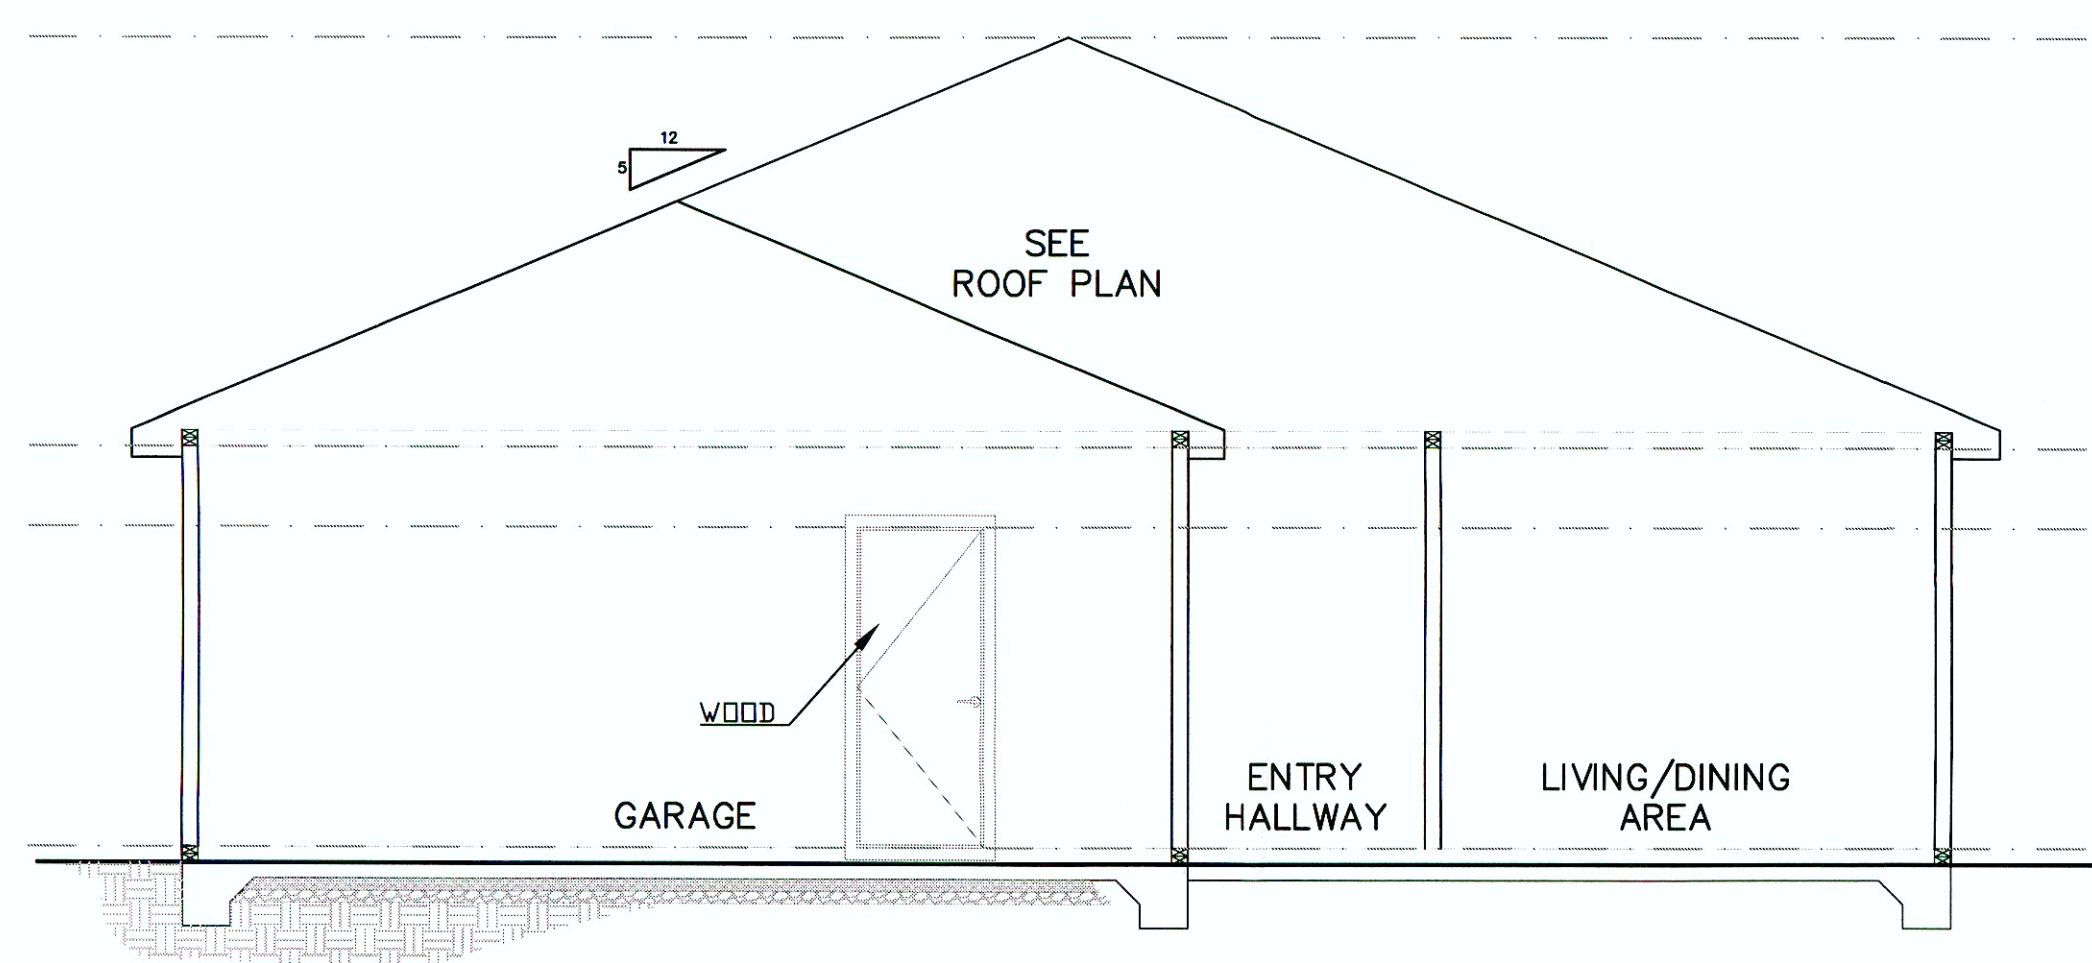 12
5
SEE
ROOF PLAN
WOOD
GARAGE
ENTRY
HALLWAY
LIVING/DINING
AREA